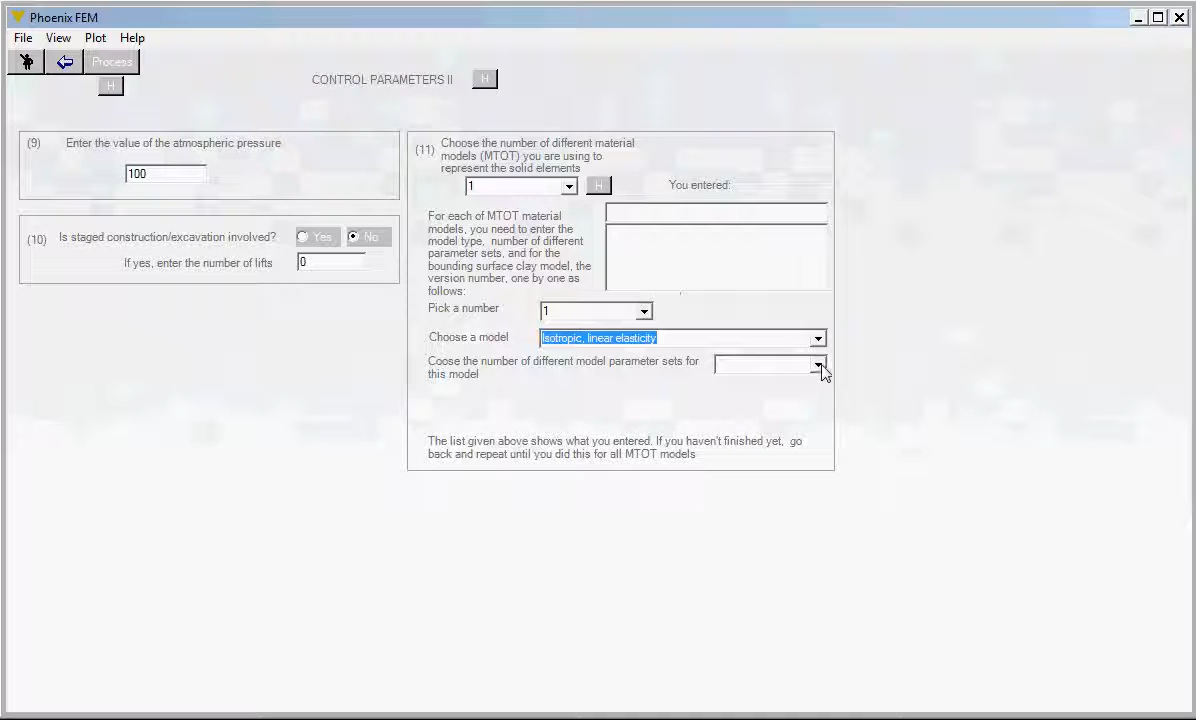 Phoenix FEM
File View Plot Help
Process
H
CONTROL PARAMETERS II
H
(9) Enter the value of the atmospheric pressure
100
(10) Is staged construction/excavation involved? Yes No
If yes, enter the number of lifts 0
(11) Choose the number of different material
models (MTOT) you are using to
represent the solid elements
1 H You entered:
For each of MTOT material
models, you need to enter the
model type, number of different
parameter sets, and for the
bounding surface clay model, the
version number, one by one as
follows:
Pick a number 1
Choose a model Isotropic, linear elasticity
Coose the number of different model parameter sets for
this model
The list given above shows what you entered. If you haven't finished yet, go
back and repeat until you did this for all MTOT models